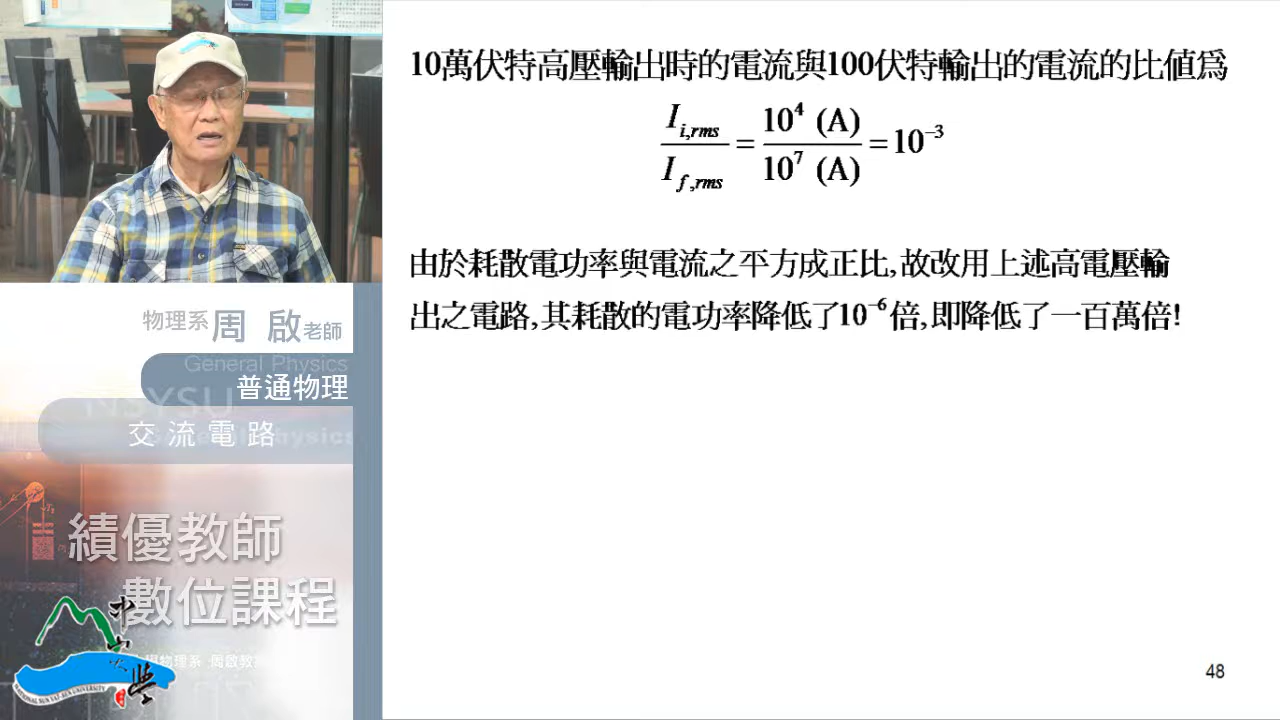 10萬伏特高壓輸出時的電流與100伏特輸出的電流的比值為
I_{i,rms} / I_{f,rms} = 10^4 (A) / 10^7 (A) = 10^{-3}
由於耗散電功率與電流之平方成正比,故改用上述高電壓輸
出之電路,其耗散的電功率降低了10^{-6}倍,即降低了一百萬倍!
48
物理系 周 啟 老師
General Physics
普通物理
NSYSU
交流電路
績優教師
數位課程
NATIONAL SUN YAT-SEN UNIVERSITY